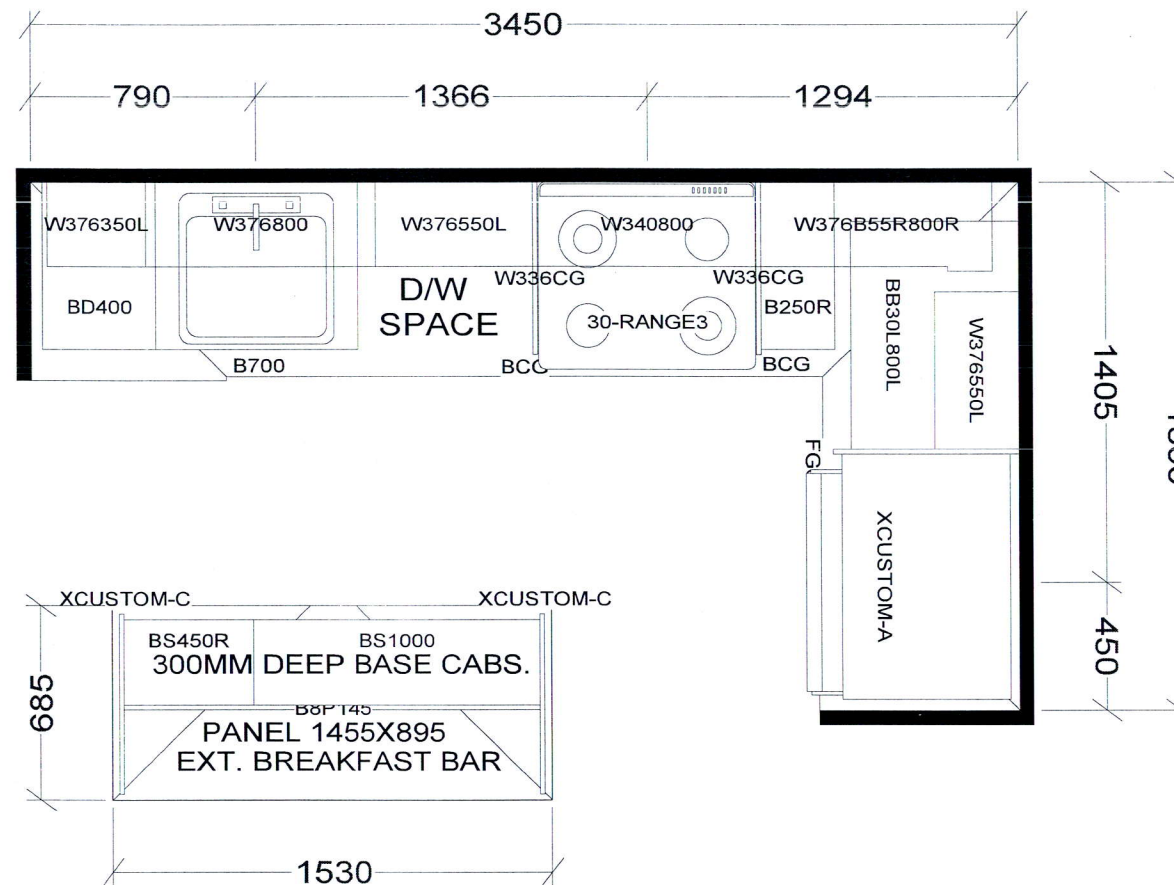 3450
790
1366
1294
W376350L
W376800
W376550L
W340800
W376B55R800R
W336CG
W336CG
BD400
D/W
SPACE
30-RANGE3
B250R
BB30L800L
W376550L
B700
BCG
BCG
1405
FG
XCUSTOM-A
450
XCUSTOM-C
XCUSTOM-C
BS450R
BS1000
300MM DEEP BASE CABS.
685
B8P145
PANEL 1455X895
EXT. BREAKFAST BAR
1530